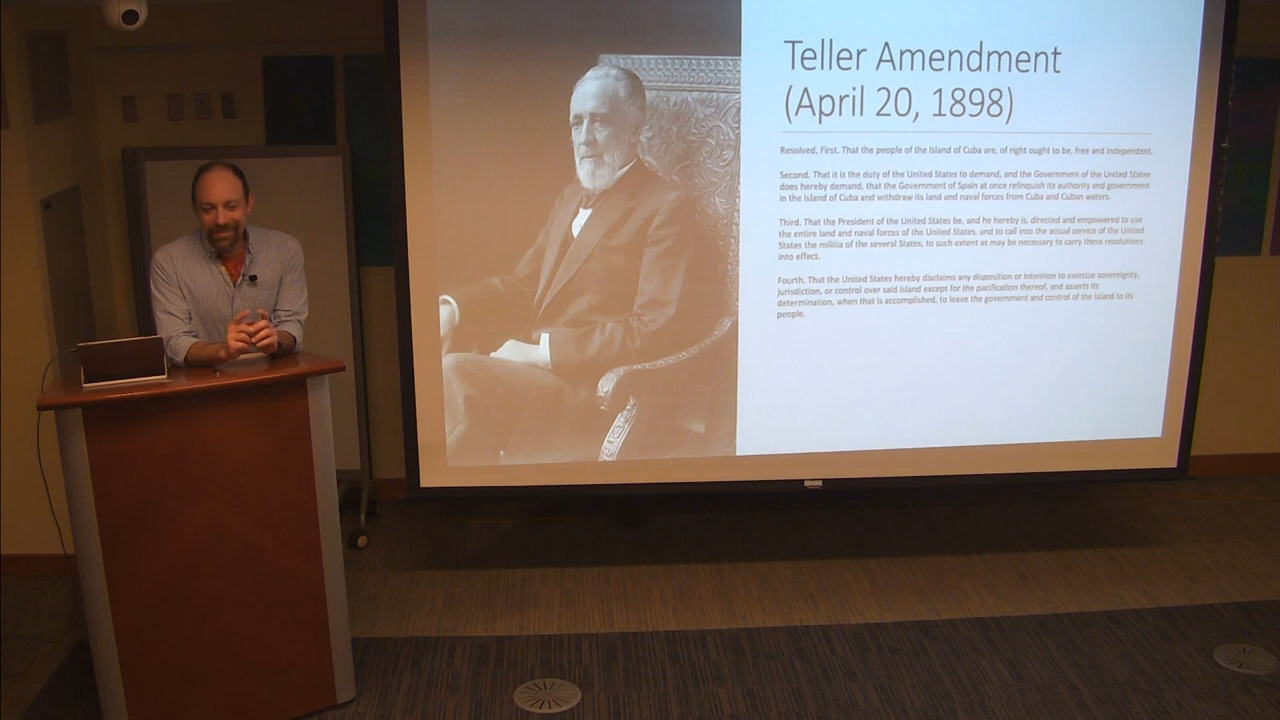 Teller Amendment
(April 20, 1898)
Resolved, First. That the people of the Island of Cuba are, of right ought to be, free and independent.
Second. That it is the duty of the United States to demand, and the Government of the United States
does hereby demand, that the Government of Spain at once relinquish its authority and government
in the Island of Cuba and withdraw its land and naval forces from Cuba and Cuban waters.
Third. That the President of the United States be, and he hereby is, directed and empowered to use
the entire land and naval forces of the United States, and to call into the actual service of the United
States the militia of the several States, to such extent as may be necessary to carry these resolutions
into effect.
Fourth. That the United States hereby disclaims any disposition or intention to exercise sovereignty,
jurisdiction, or control over said Island except for the pacification thereof, and asserts its
determination, when that is accomplished, to leave the government and control of the Island to its
people.